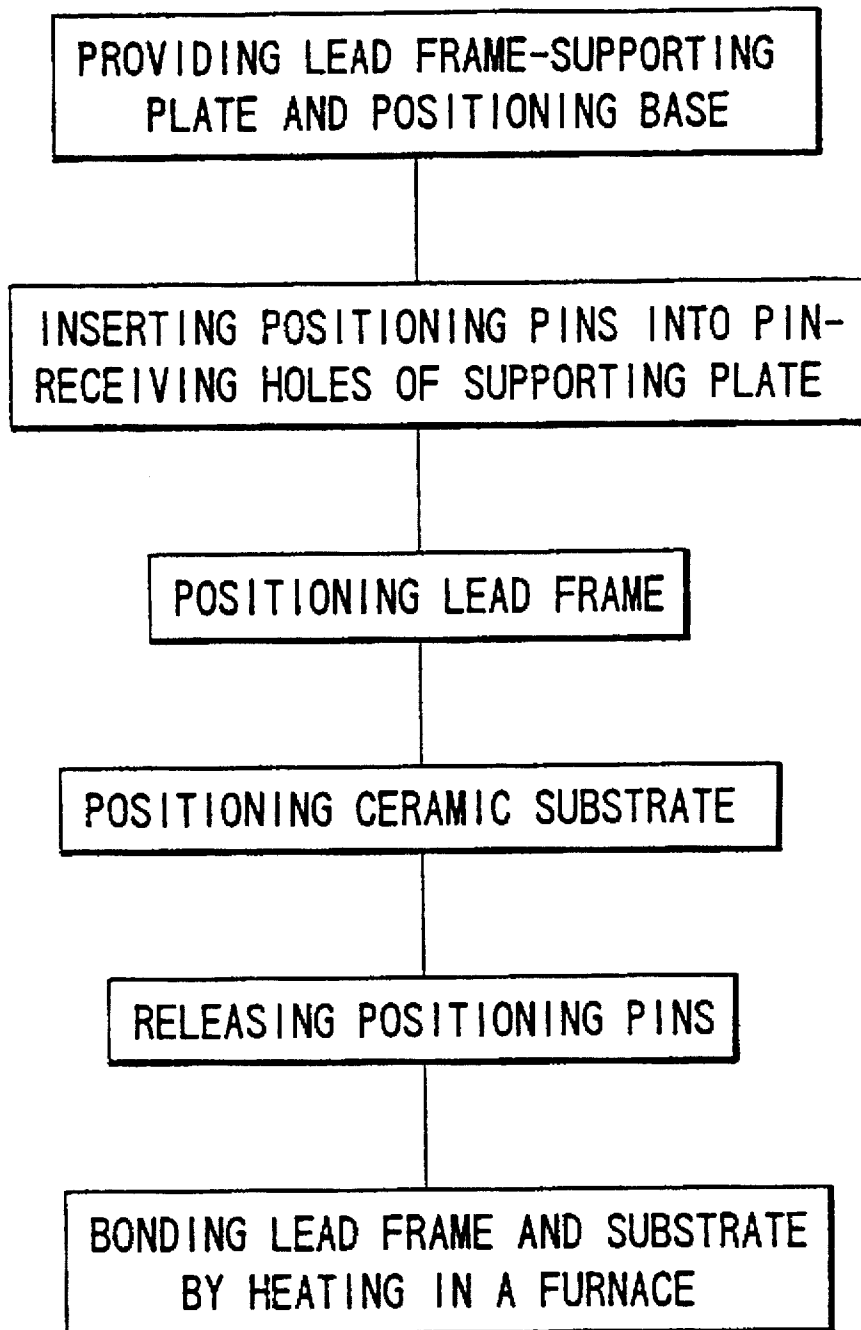 PROVIDING LEAD FRAME-SUPPORTING
PLATE AND POSITIONING BASE
INSERTING POSITIONING PINS INTO PIN-
RECEIVING HOLES OF SUPPORTING PLATE
POSITIONING LEAD FRAME
POSITIONING CERAMIC SUBSTRATE
RELEASING POSITIONING PINS
BONDING LEAD FRAME AND SUBSTRATE
BY HEATING IN A FURNACE